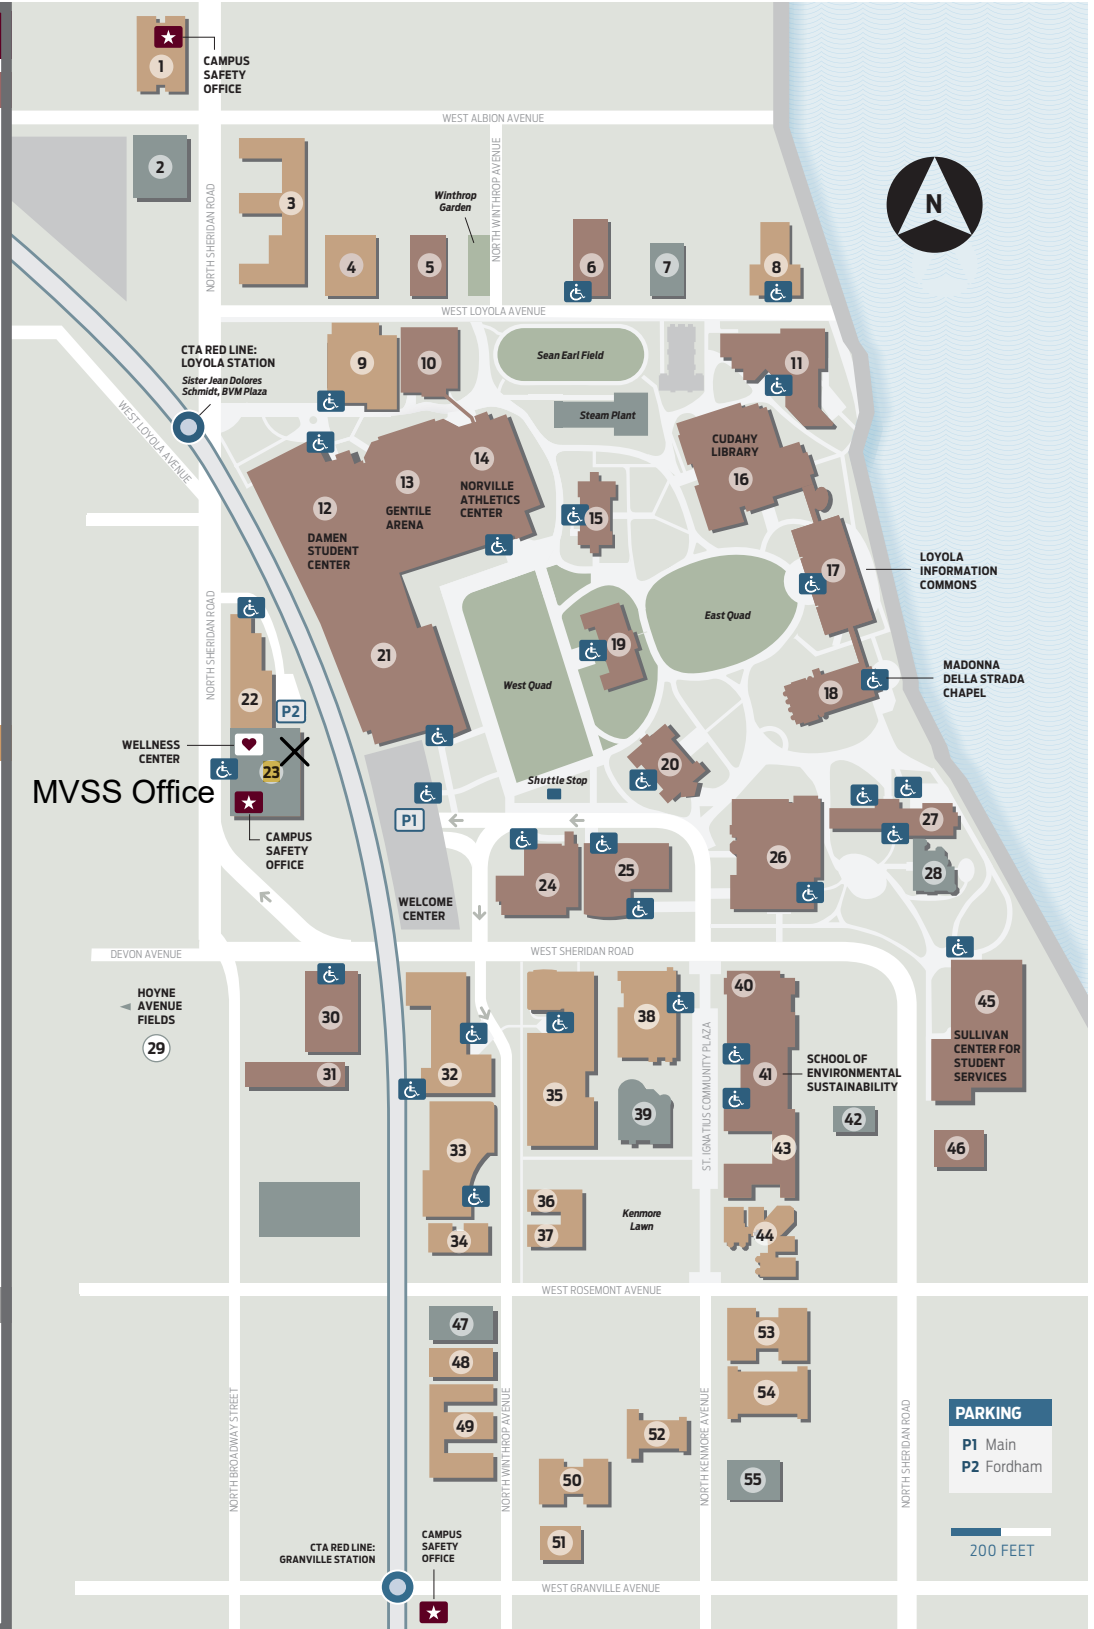 1
CAMPUS
SAFETY
OFFICE
WEST ALBION AVENUE
2
3
NORTH SHERIDAN ROAD
Winthrop
Garden
NORTH WINTHROP AVENUE
N
4
5
6
7
8
WEST LOYOLA AVENUE
CTA RED LINE:
LOYOLA STATION
Sister Jean Dolores
Schmidt, BVM Plaza
WEST LOYOLA AVENUE
9
10
Sean Earl Field
11
Steam Plant
CUDAHY
LIBRARY
16
14
NORVILLE
ATHLETICS
CENTER
13
GENTILE
ARENA
12
DAMEN
STUDENT
CENTER
15
17
LOYOLA
INFORMATION
COMMONS
NORTH SHERIDAN ROAD
East Quad
19
21
West Quad
18
MADONNA
DELLA STRADA
CHAPEL
22
P2
WELLNESS
CENTER
23
MVSS Office
CAMPUS
SAFETY
OFFICE
20
Shuttle Stop
P1
27
26
28
24
25
WELCOME
CENTER
DEVON AVENUE
WEST SHERIDAN ROAD
HOYNE
AVENUE
FIELDS
29
30
31
32
33
34
35
36
37
38
39
Kenmore
Lawn
ST. IGNATIUS COMMUNITY PLAZA
40
41
SCHOOL OF
ENVIRONMENTAL
SUSTAINABILITY
42
43
44
45
SULLIVAN
CENTER FOR
STUDENT
SERVICES
46
WEST ROSEMONT AVENUE
47
48
49
NORTH BROADWAY STREET
NORTH WINTHROP AVENUE
50
51
52
NORTH KENMORE AVENUE
53
54
55
NORTH SHERIDAN ROAD
PARKING
P1 Main
P2 Fordham
200 FEET
CTA RED LINE:
GRANVILLE STATION
CAMPUS
SAFETY
OFFICE
WEST GRANVILLE AVENUE